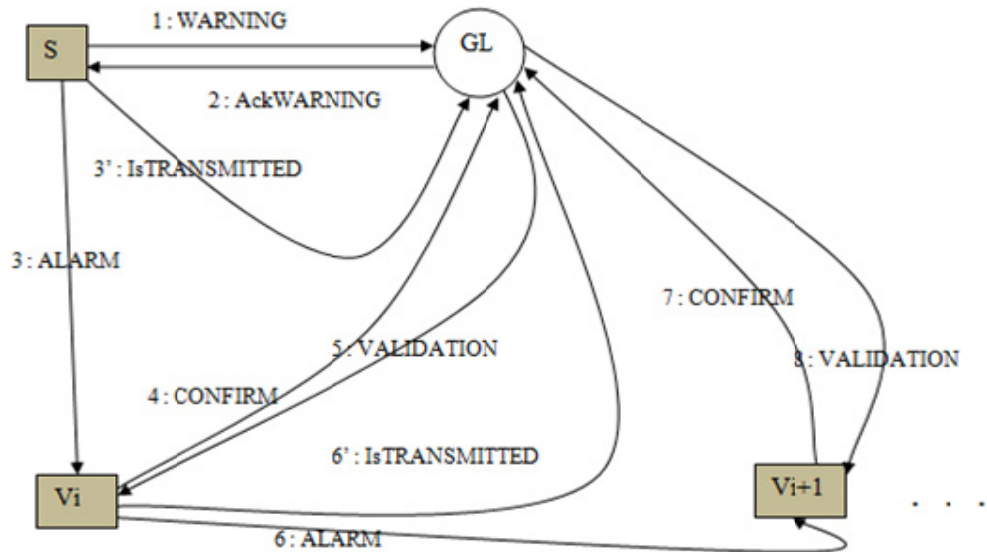 1 : WARNING
S
GL
2 : AckWARNING
3' : IsTRANSMITTED
3 : ALARM
7 : CONFIRM
5 : VALIDATION
8 : VALIDATION
4 : CONFIRM
6' : IsTRANSMITTED
Vi
Vi+1
. . .
6 : ALARM